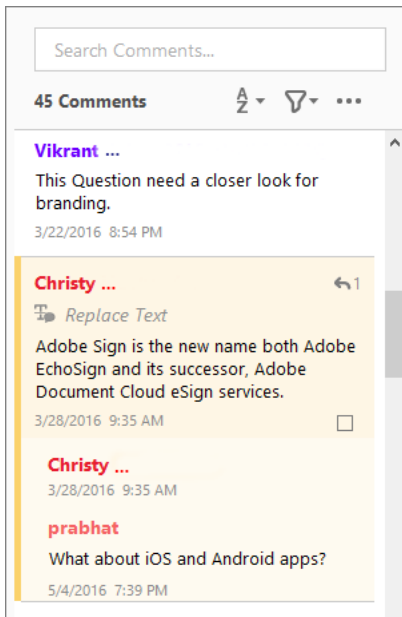 Search Comments...
45 Comments
A
Z
Vikrant ...
This Question need a closer look for
branding.
3/22/2016 8:54 PM
Christy ...
1
T
Replace Text
Adobe Sign is the new name both Adobe
EchoSign and its successor, Adobe
Document Cloud eSign services.
3/28/2016 9:35 AM
Christy ...
3/28/2016 9:35 AM
prabhat
What about iOS and Android apps?
5/4/2016 7:39 PM